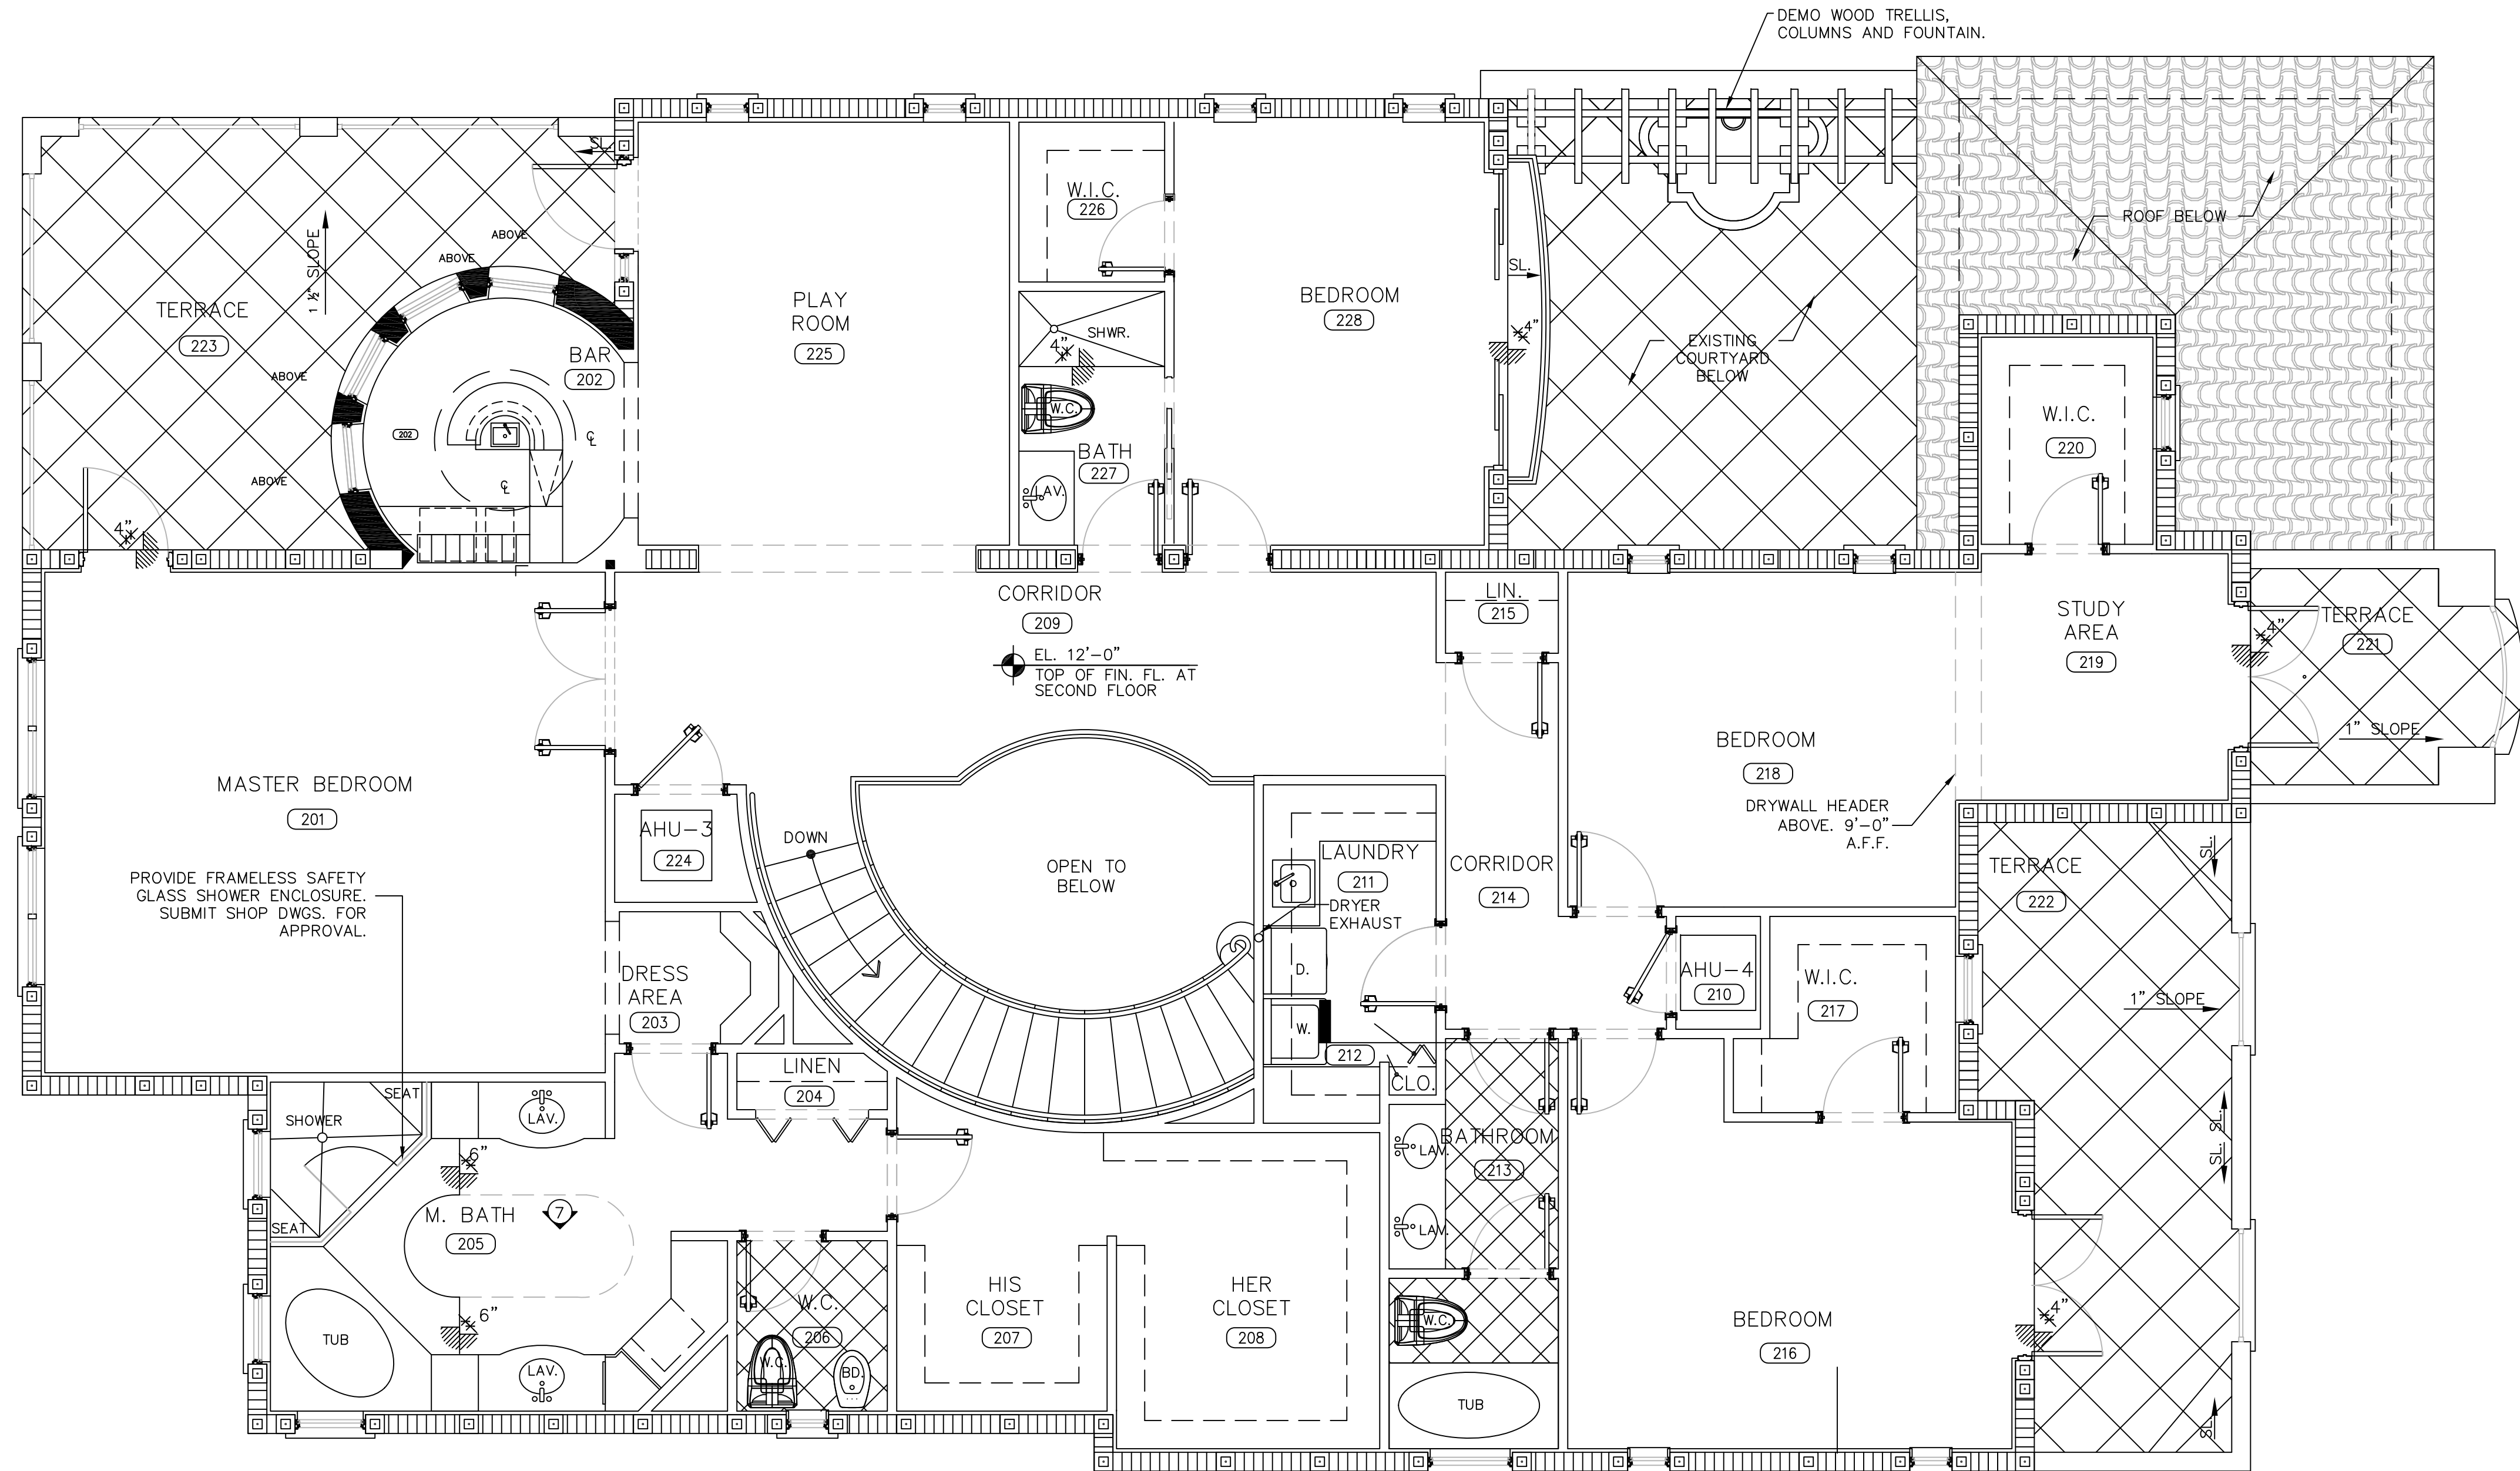 DEMO WOOD TRELLIS,
COLUMNS AND FOUNTAIN.
SL.
1 ½" SLOPE
ABOVE
ABOVE
ABOVE
ABOVE
TERRACE
223
4"
BAR
202
202
℄
℄
PLAY
ROOM
225
W.I.C.
226
SHWR.
4"
W.C.
BATH
227
LAV.
BEDROOM
228
SL.
4"
EXISTING
COURTYARD
BELOW
ROOF BELOW
W.I.C.
220
CORRIDOR
209
EL. 12'-0"
TOP OF FIN. FL. AT
SECOND FLOOR
LIN.
215
STUDY
AREA
219
4"
TERRACE
221
1" SLOPE
BEDROOM
218
DRYWALL HEADER
ABOVE. 9'-0"
A.F.F.
MASTER BEDROOM
201
PROVIDE FRAMELESS SAFETY
GLASS SHOWER ENCLOSURE.
SUBMIT SHOP DWGS. FOR
APPROVAL.
AHU-3
224
DOWN
OPEN TO
BELOW
LAUNDRY
211
DRYER
EXHAUST
D.
W.
212
CLO.
CORRIDOR
214
TERRACE
222
SL.
1" SLOPE
SL.
SL.
SL.
DRESS
AREA
203
AHU-4
210
W.I.C.
217
LINEN
204
SEAT
SHOWER
SEAT
LAV.
6"
M. BATH
205
7
6"
TUB
LAV.
W.C.
206
W.C.
BD.
HIS
CLOSET
207
HER
CLOSET
208
BATHROOM
213
LAV.
LAV.
W.C.
TUB
BEDROOM
216
4"